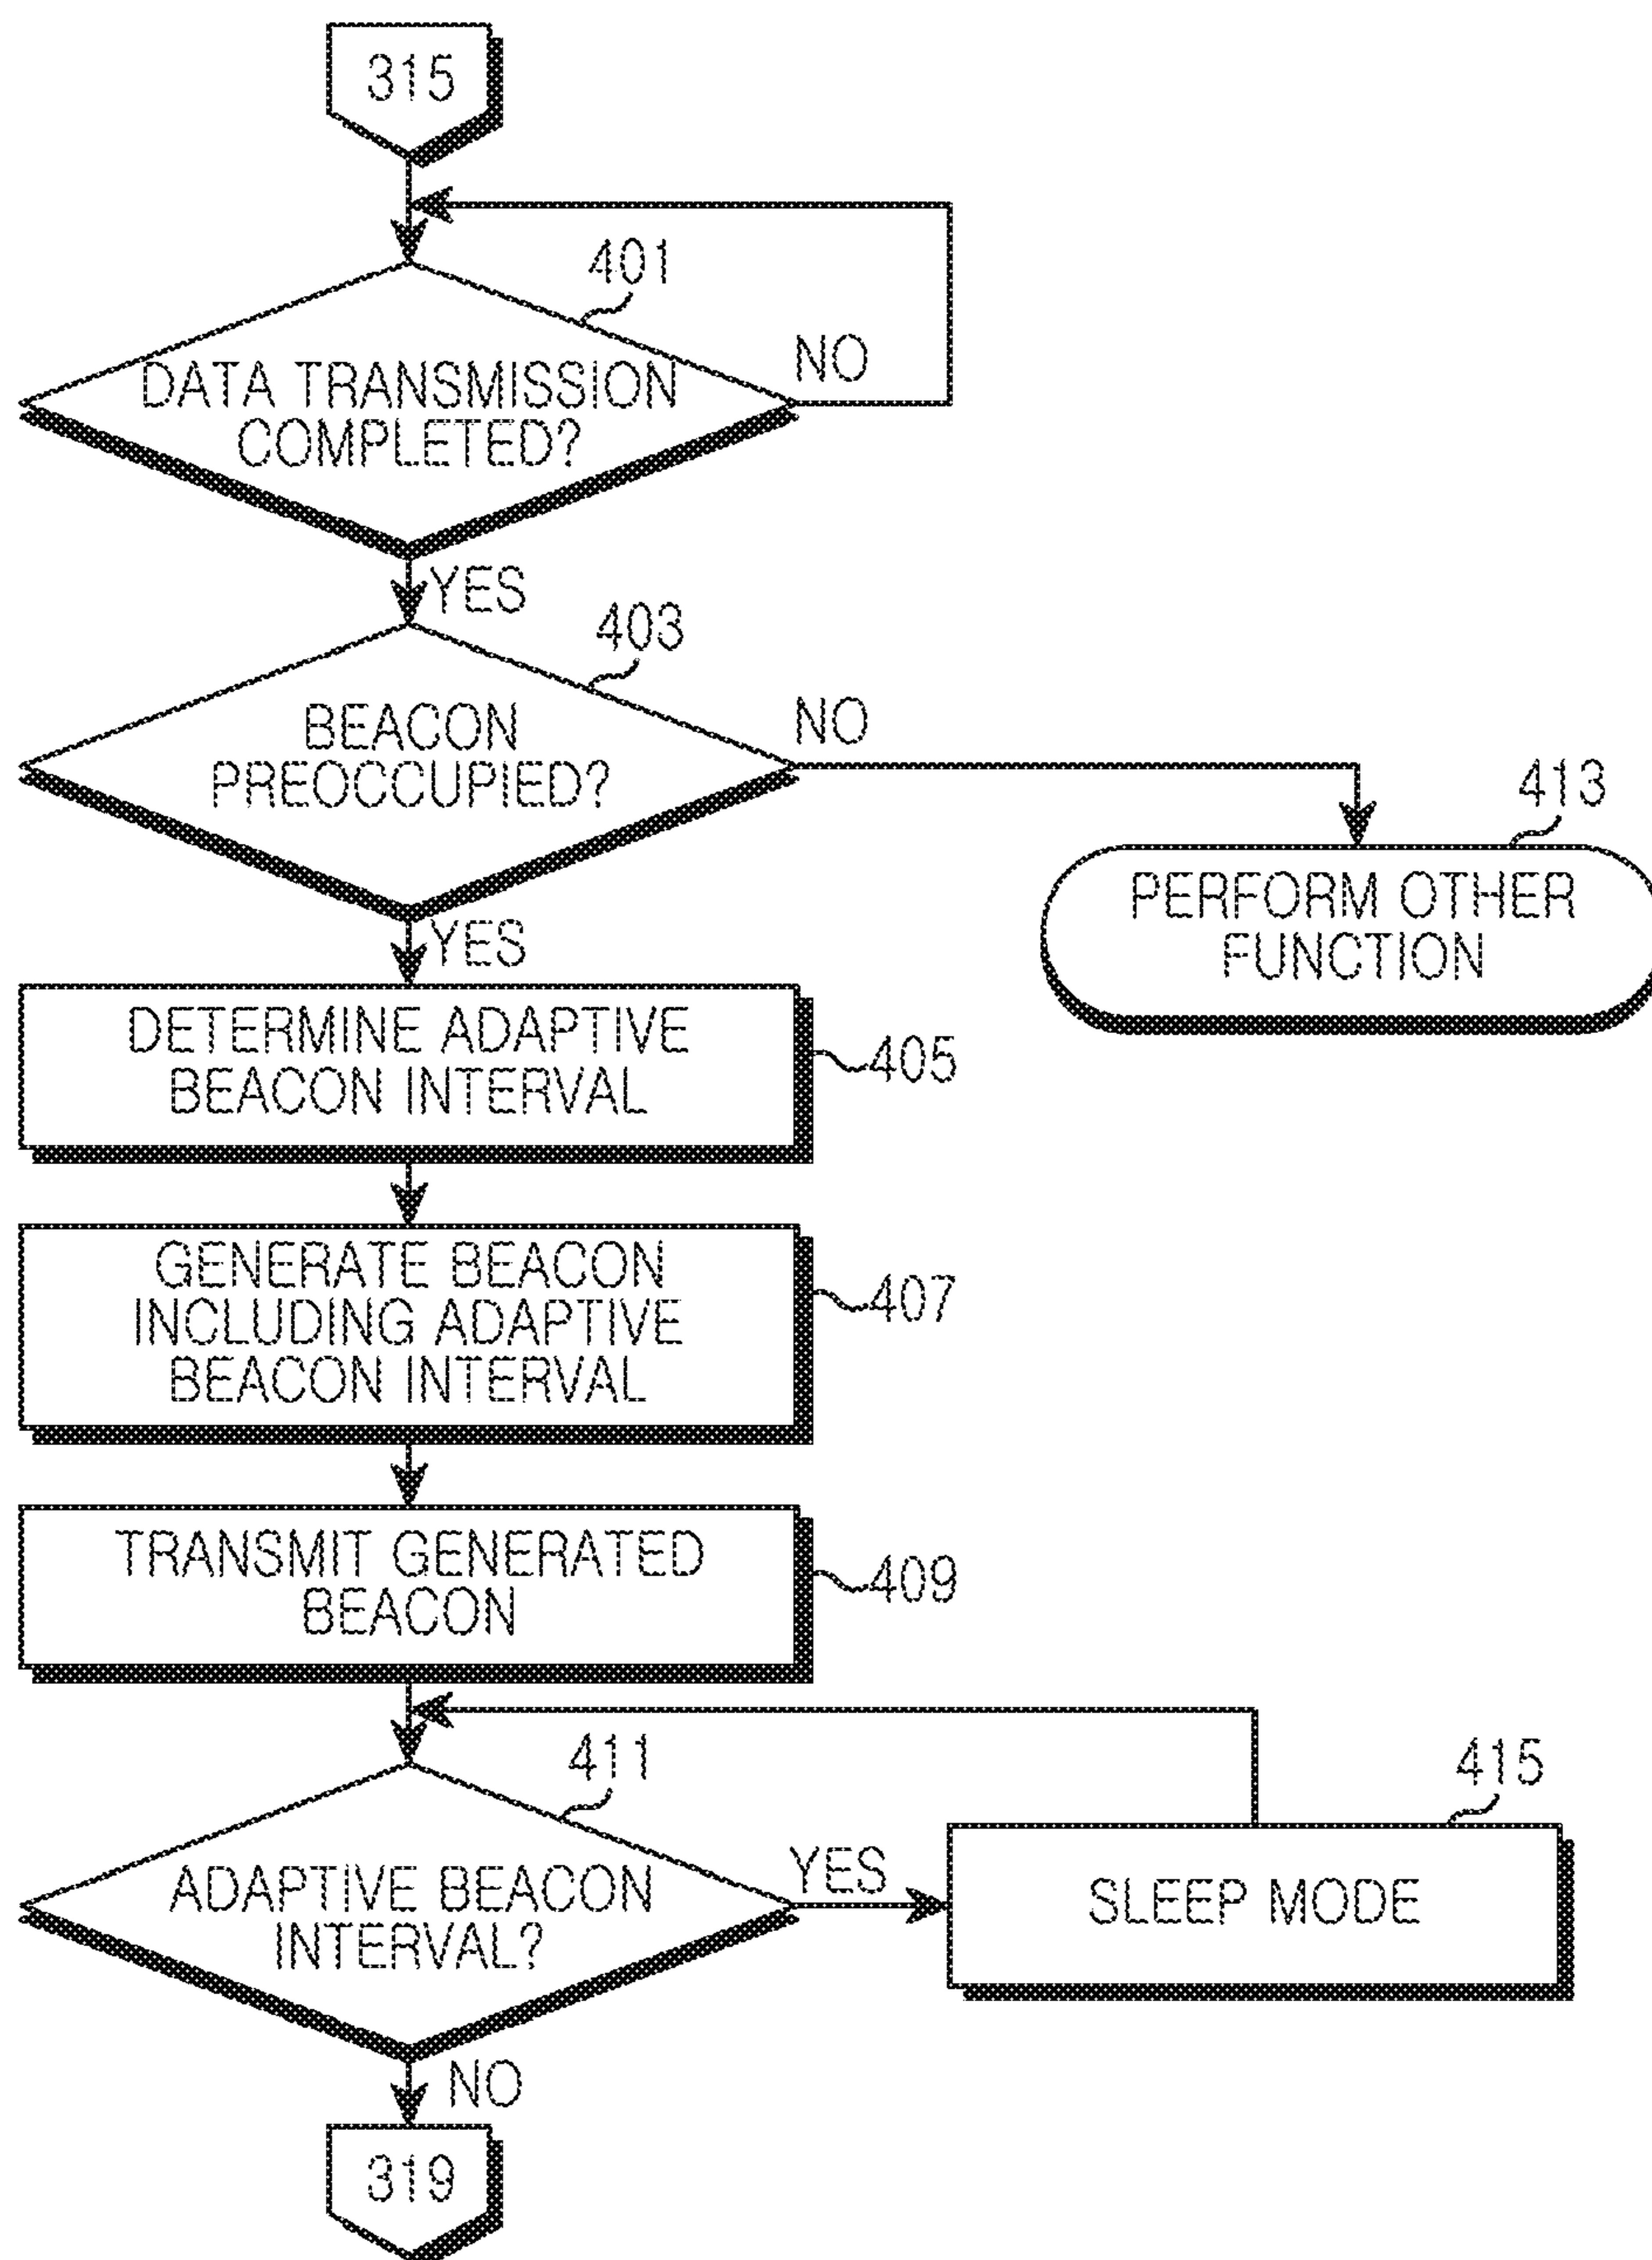 315
401
DATA TRANSMISSION
COMPLETED?
NO
YES
403
BEACON
PREOCCUPIED?
NO
413
PERFORM OTHER
FUNCTION
YES
DETERMINE ADAPTIVE
BEACON INTERVAL
405
GENERATE BEACON
INCLUDING ADAPTIVE
BEACON INTERVAL
407
TRANSMIT GENERATED
BEACON
409
411
ADAPTIVE BEACON
INTERVAL?
YES
415
SLEEP MODE
NO
319